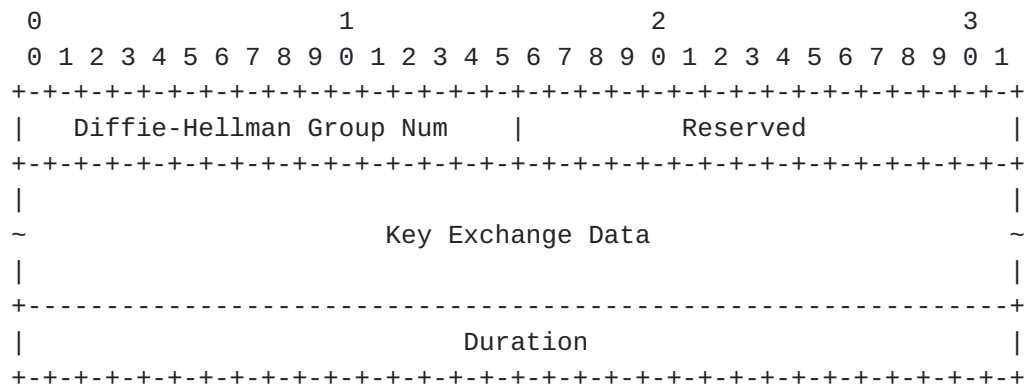 0                   1                   2                   3
 0 1 2 3 4 5 6 7 8 9 0 1 2 3 4 5 6 7 8 9 0 1 2 3 4 5 6 7 8 9 0 1
+-+-+-+-+-+-+-+-+-+-+-+-+-+-+-+-+-+-+-+-+-+-+-+-+-+-+-+-+-+-+-+-+
|   Diffie-Hellman Group Num    |          Reserved             |
+-+-+-+-+-+-+-+-+-+-+-+-+-+-+-+-+-+-+-+-+-+-+-+-+-+-+-+-+-+-+-+-+
|                                                               |
~                       Key Exchange Data                       ~
|                                                               |
+---------------------------------------------------------------+
|                            Duration                           |
+-+-+-+-+-+-+-+-+-+-+-+-+-+-+-+-+-+-+-+-+-+-+-+-+-+-+-+-+-+-+-+-+